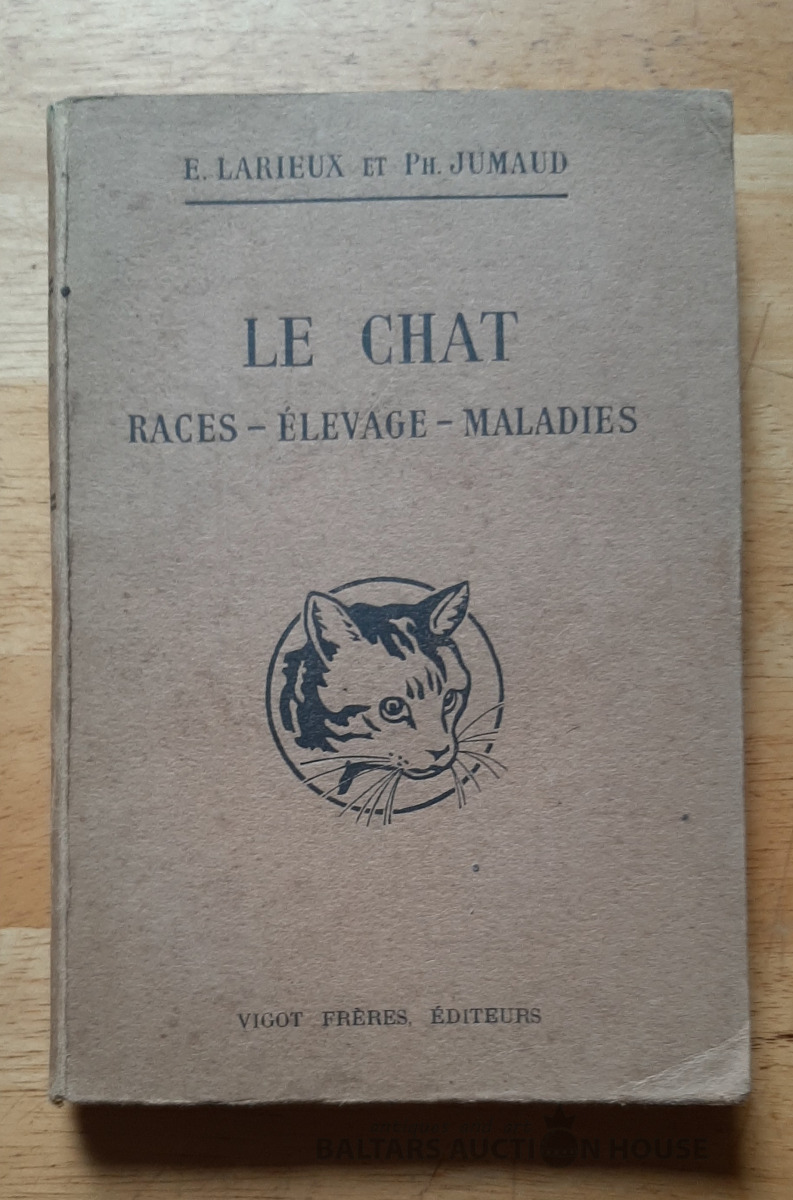 E. LARIEUX ET PH. JUMAUD
LE CHAT
RACES – ÉLEVAGE – MALADIES
VIGOT FRÈRES, ÉDITEURS
BALTARS AUCTION HOUSE